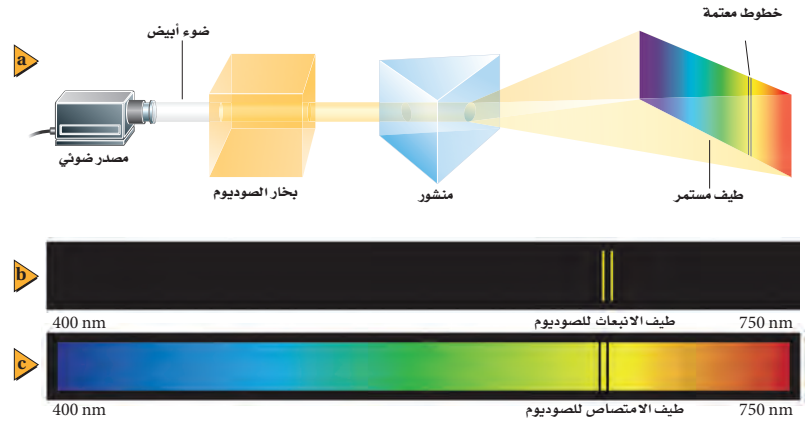 خطوط معتمة
ضوء أبيض
a
مصدر ضوئي
بخار الصوديوم
منشور
طيف مستمر
b
400 nm
طيف الانبعاث للصوديوم
750 nm
c
400 nm
طيف الامتصاص للصوديوم
750 nm